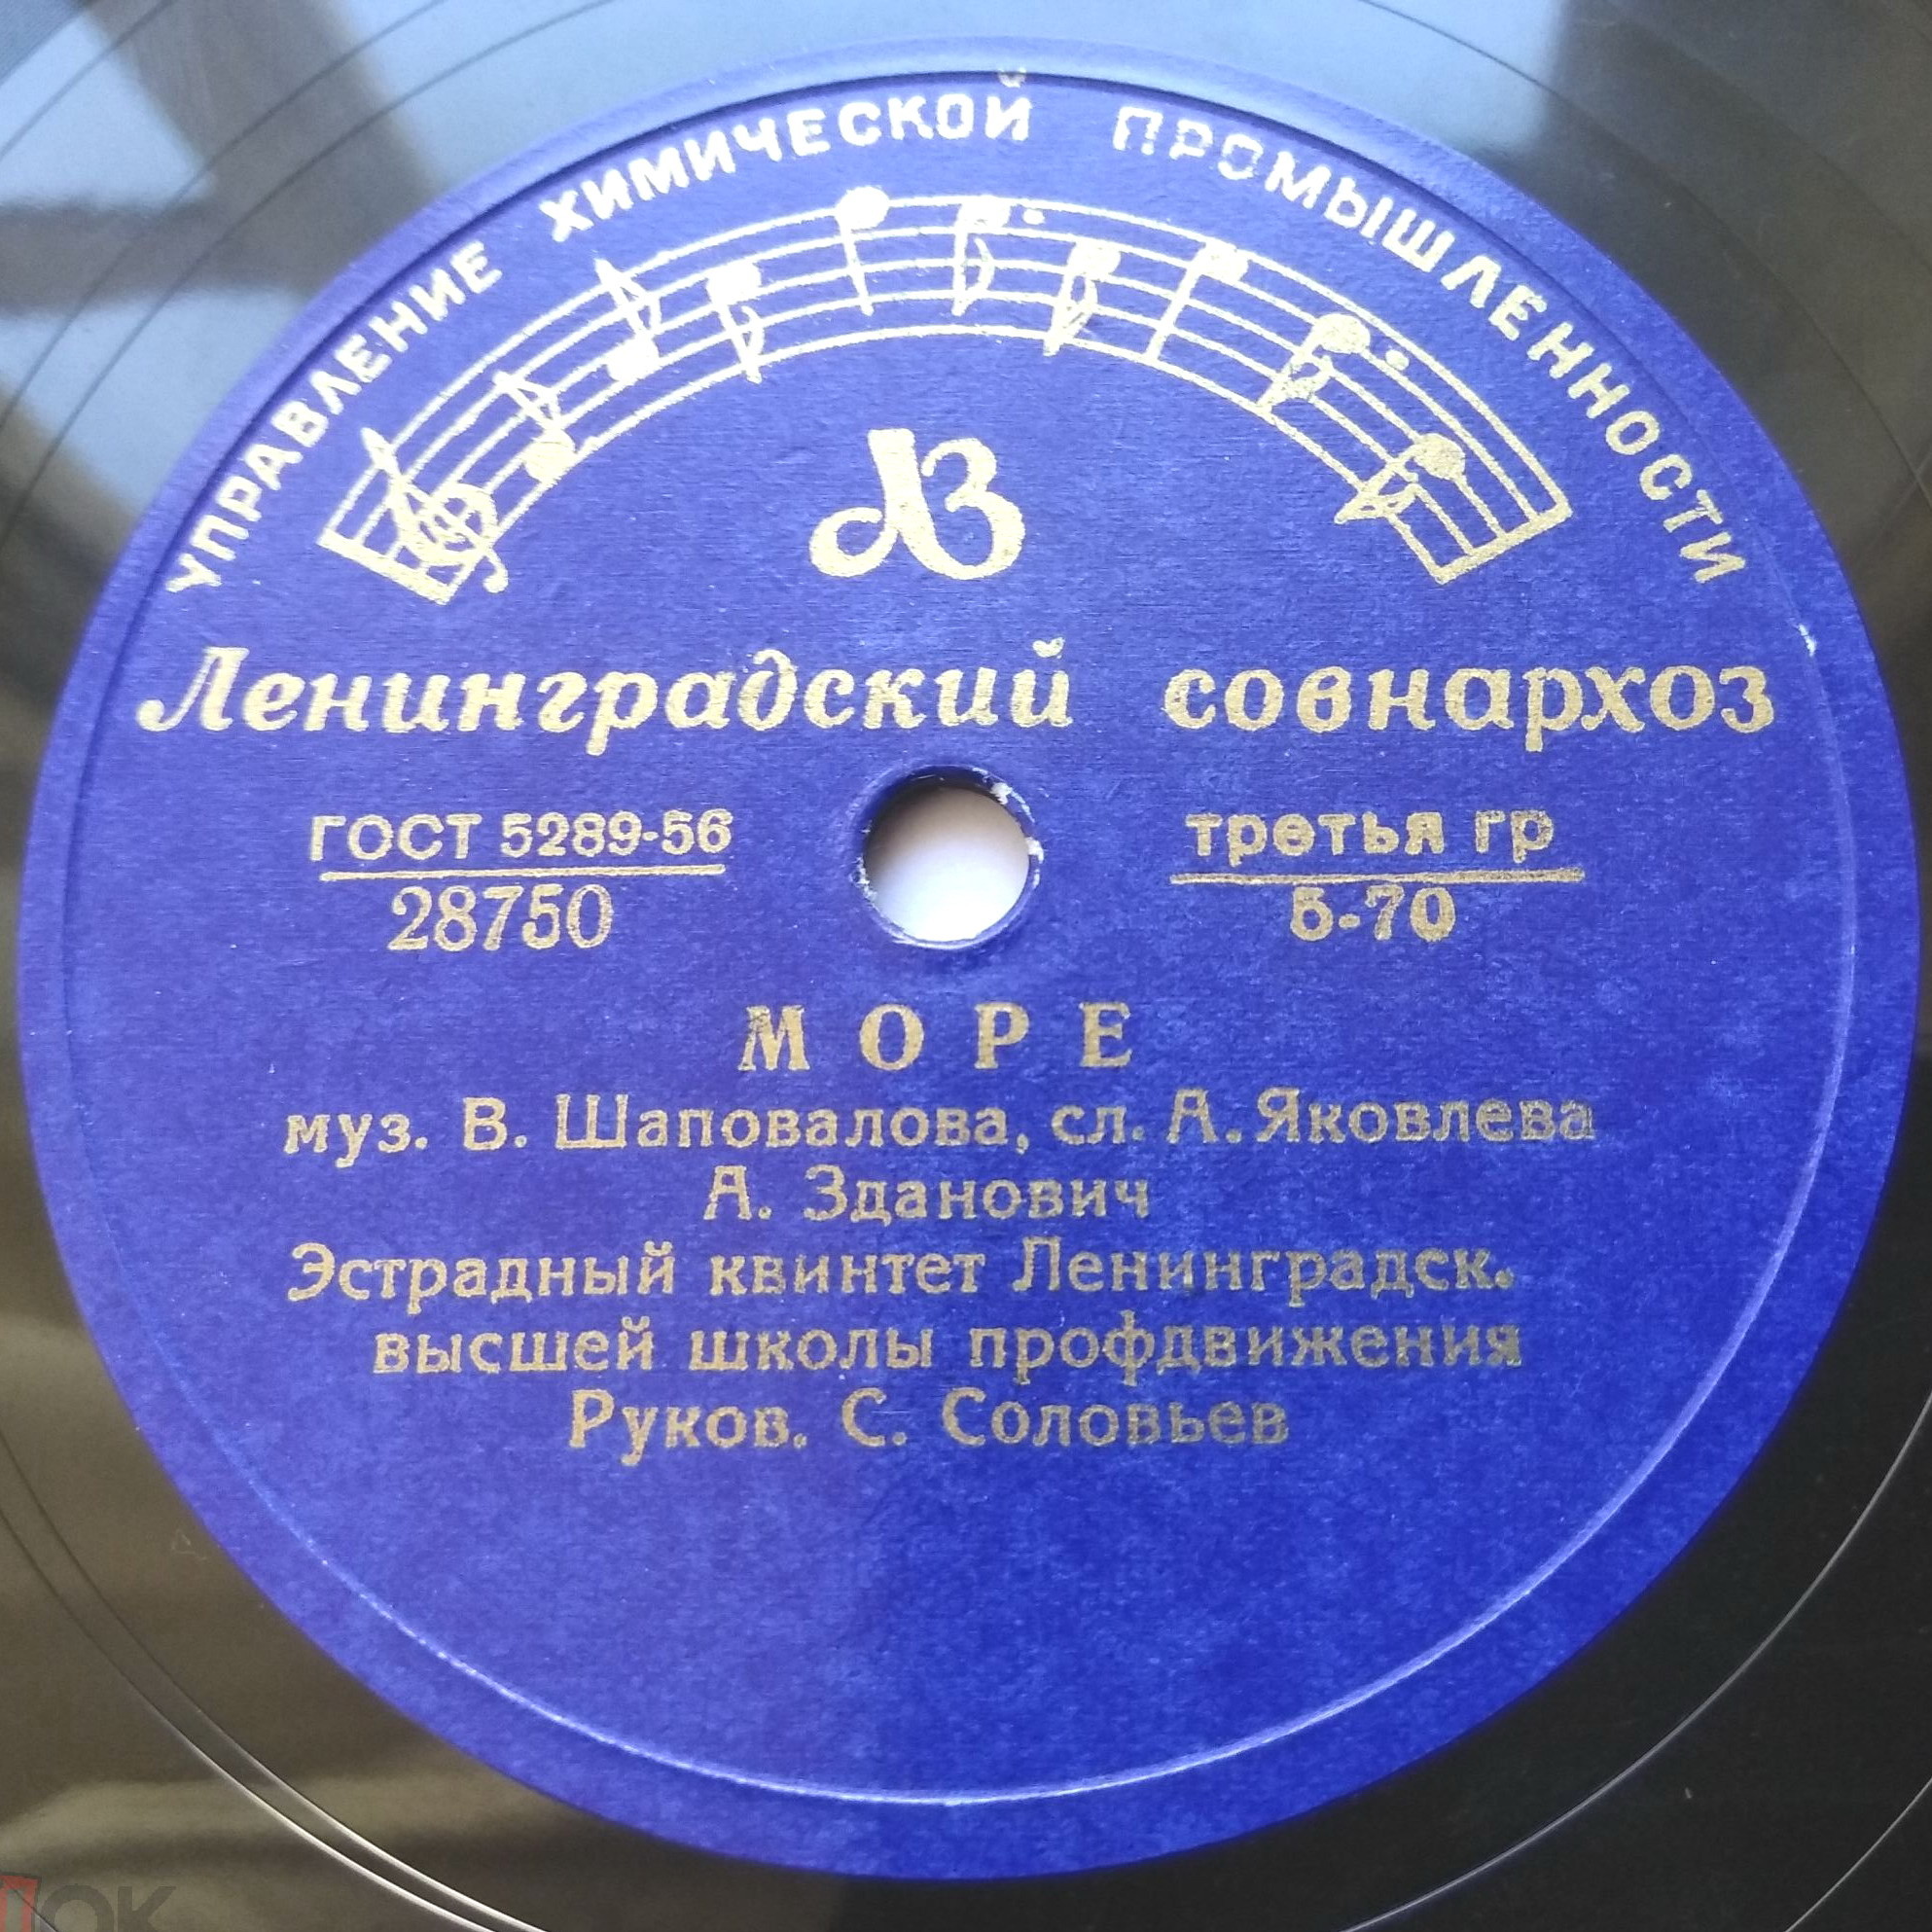 УПРАВЛЕНИЕ ХИМИЧЕСКОЙ ПРОМЫШЛЕННОСТИ
ЛЗ
Ленинградский совнархоз
ГОСТ 5289-56
28750
третья гр
5-70
МОРЕ
муз. В. Шаповалова, сл. А. Яковлева
А. Зданович
Эстрадный квинтет Ленинградск.
высшей школы профдвижения
Руков. С. Соловьев